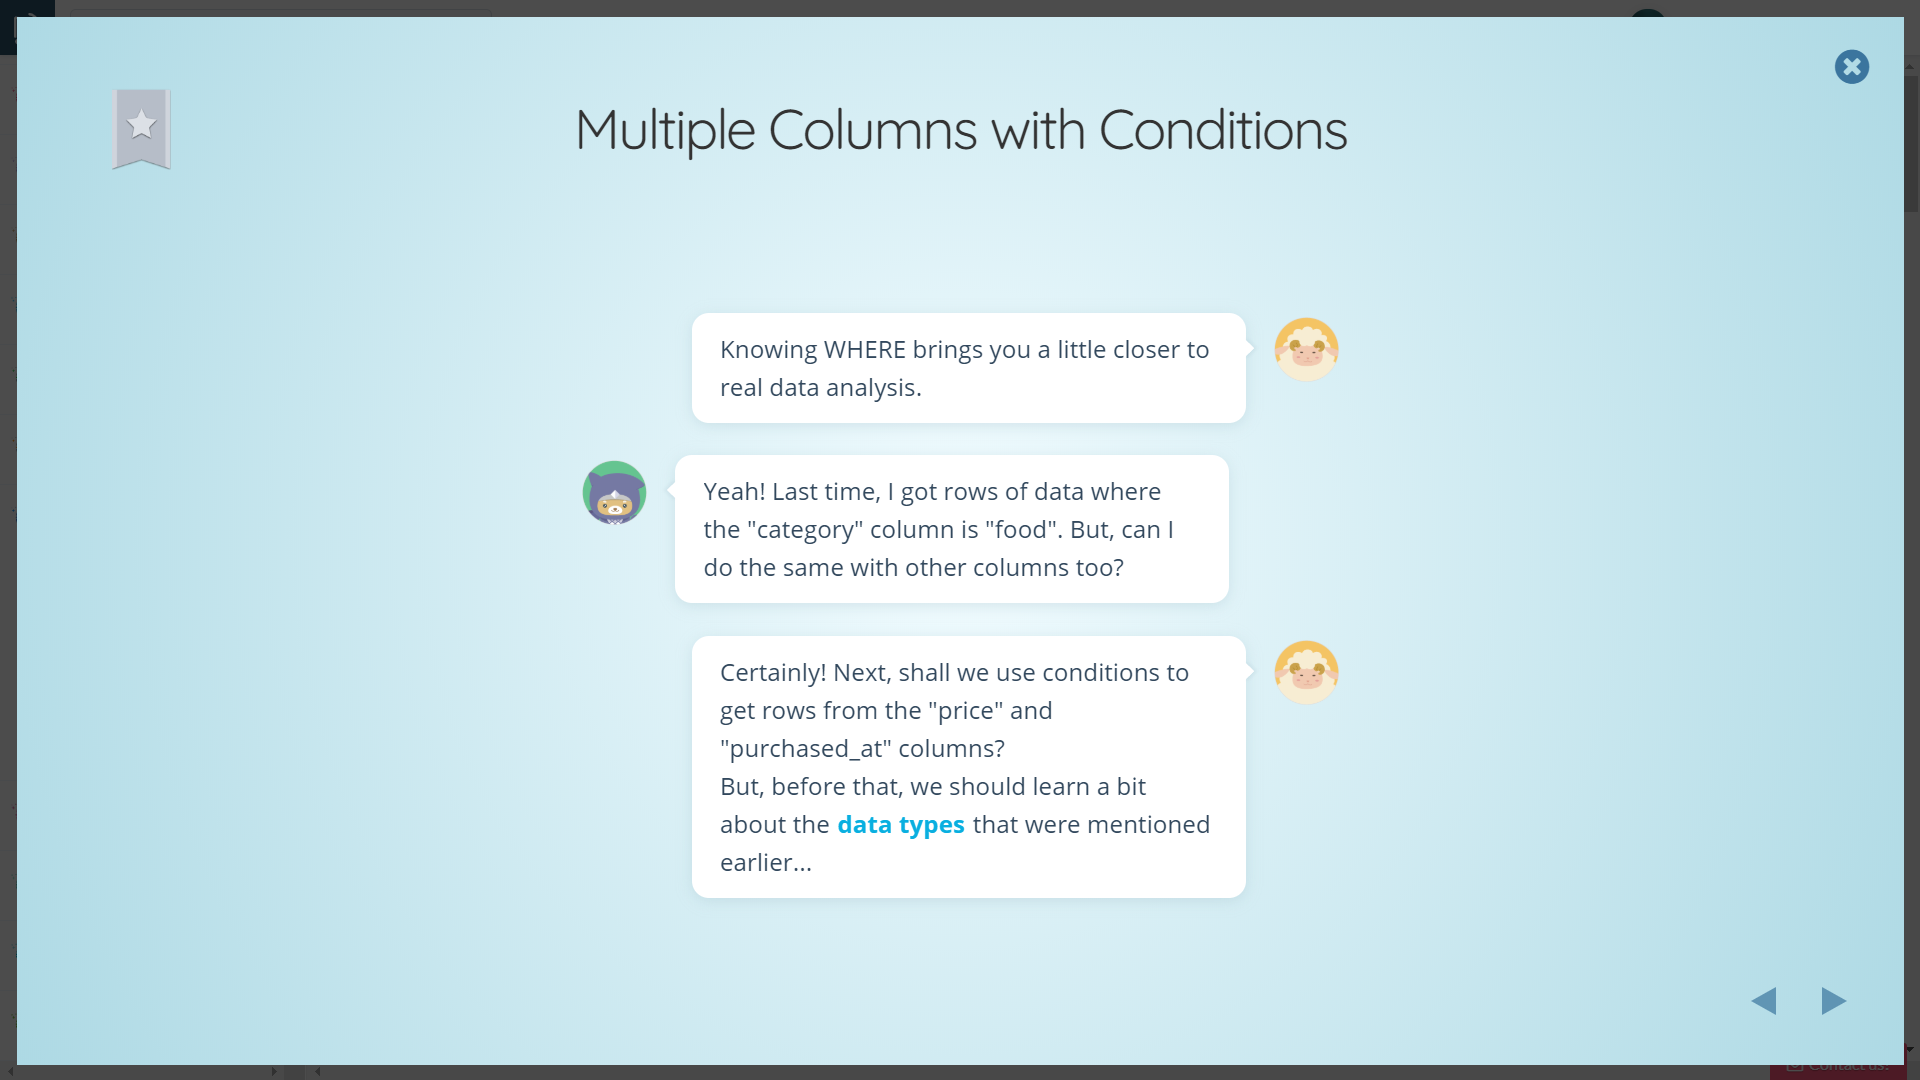 Multiple Columns with Conditions
Knowing WHERE brings you a little closer to
real data analysis.
Yeah! Last time, I got rows of data where
the "category" column is "food". But, can I
do the same with other columns too?
Certainly! Next, shall we use conditions to
get rows from the "price" and
"purchased_at" columns?
But, before that, we should learn a bit
about the data types that were mentioned
earlier...
Contact us!